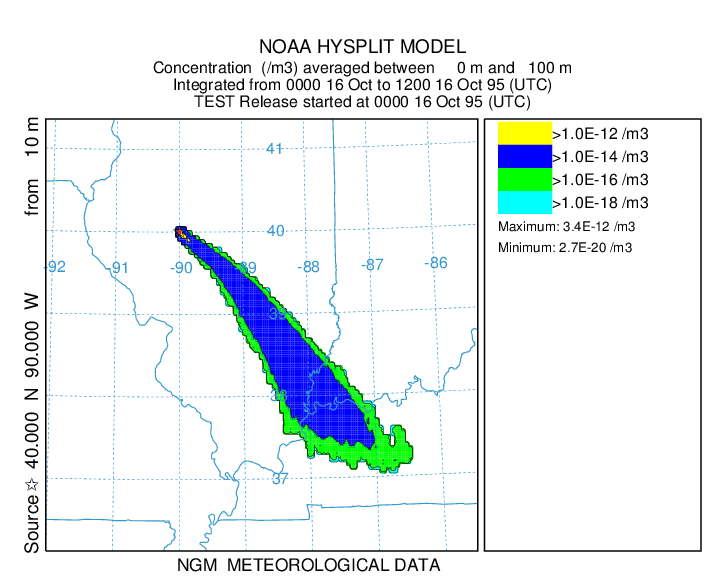 NOAA HYSPLIT MODEL
Concentration (/m3) averaged between 0 m and 100 m
Integrated from 0000 16 Oct to 1200 16 Oct 95 (UTC)
TEST Release started at 0000 16 Oct 95 (UTC)
Source ☆ 40.000 N 90.000 W from 10 m
41
40
-92 -91 -90 -89 -88 -87 -86
39
38
37
>1.0E-12 /m3
>1.0E-14 /m3
>1.0E-16 /m3
>1.0E-18 /m3
Maximum: 3.4E-12 /m3
Minimum: 2.7E-20 /m3
NGM METEOROLOGICAL DATA